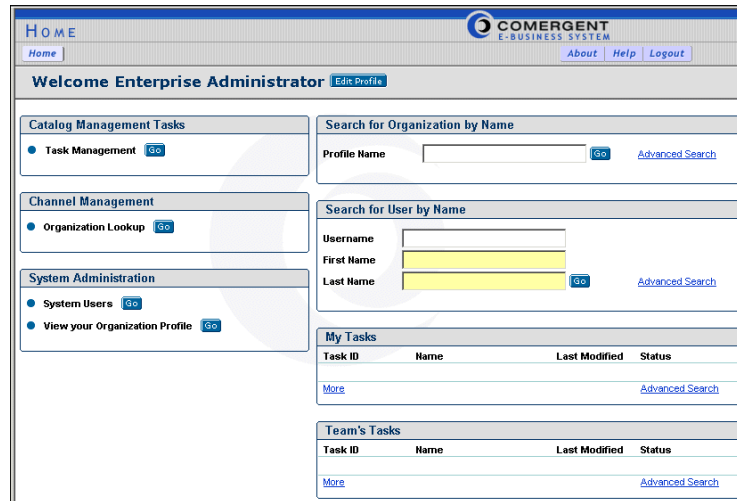 HOME
COMERGENT
E-BUSINESS SYSTEM
Home
About Help Logout
Welcome Enterprise Administrator Edit Profile
Catalog Management Tasks
Task Management Go
Channel Management
Organization Lookup Go
System Administration
System Users Go
View your Organization Profile Go
Search for Organization by Name
Profile Name Go Advanced Search
Search for User by Name
Username
First Name
Last Name Go Advanced Search
My Tasks
Task ID Name Last Modified Status
More Advanced Search
Team's Tasks
Task ID Name Last Modified Status
More Advanced Search